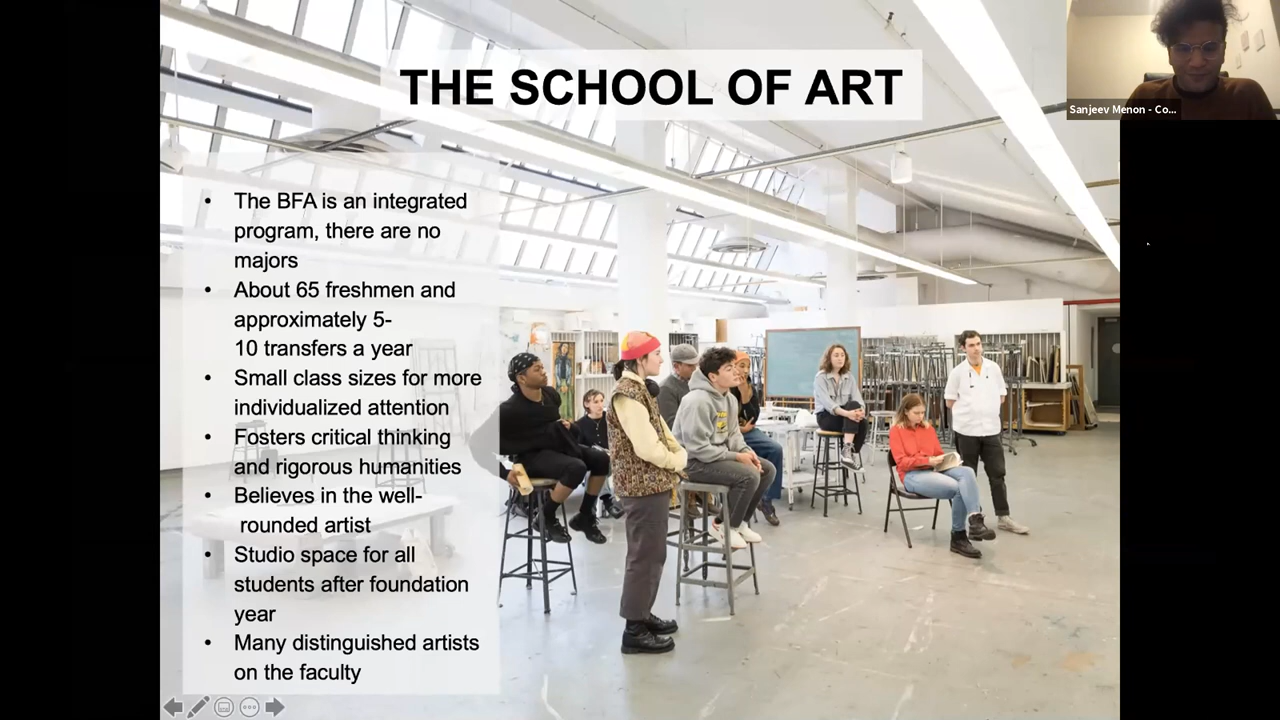 THE SCHOOL OF ART
Sanjeev Menon - Co...
• The BFA is an integrated
program, there are no
majors
• About 65 freshmen and
approximately 5-
10 transfers a year
• Small class sizes for more
individualized attention
• Fosters critical thinking
and rigorous humanities
• Believes in the well-
rounded artist
• Studio space for all
students after foundation
year
• Many distinguished artists
on the faculty